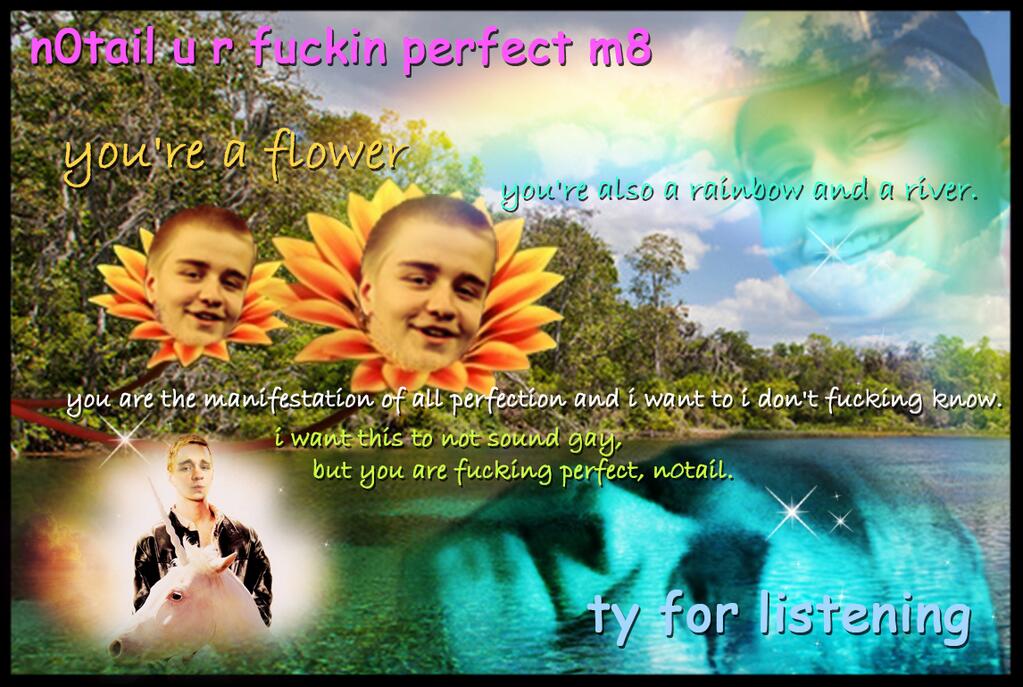 n0tail u r fuckin perfect m8
you're a flower
you're also a rainbow and a river.
you are the manifestation of all perfection and i want to i don't fucking know.
i want this to not sound gay,
but you are fucking perfect, n0tail.
ty for listening